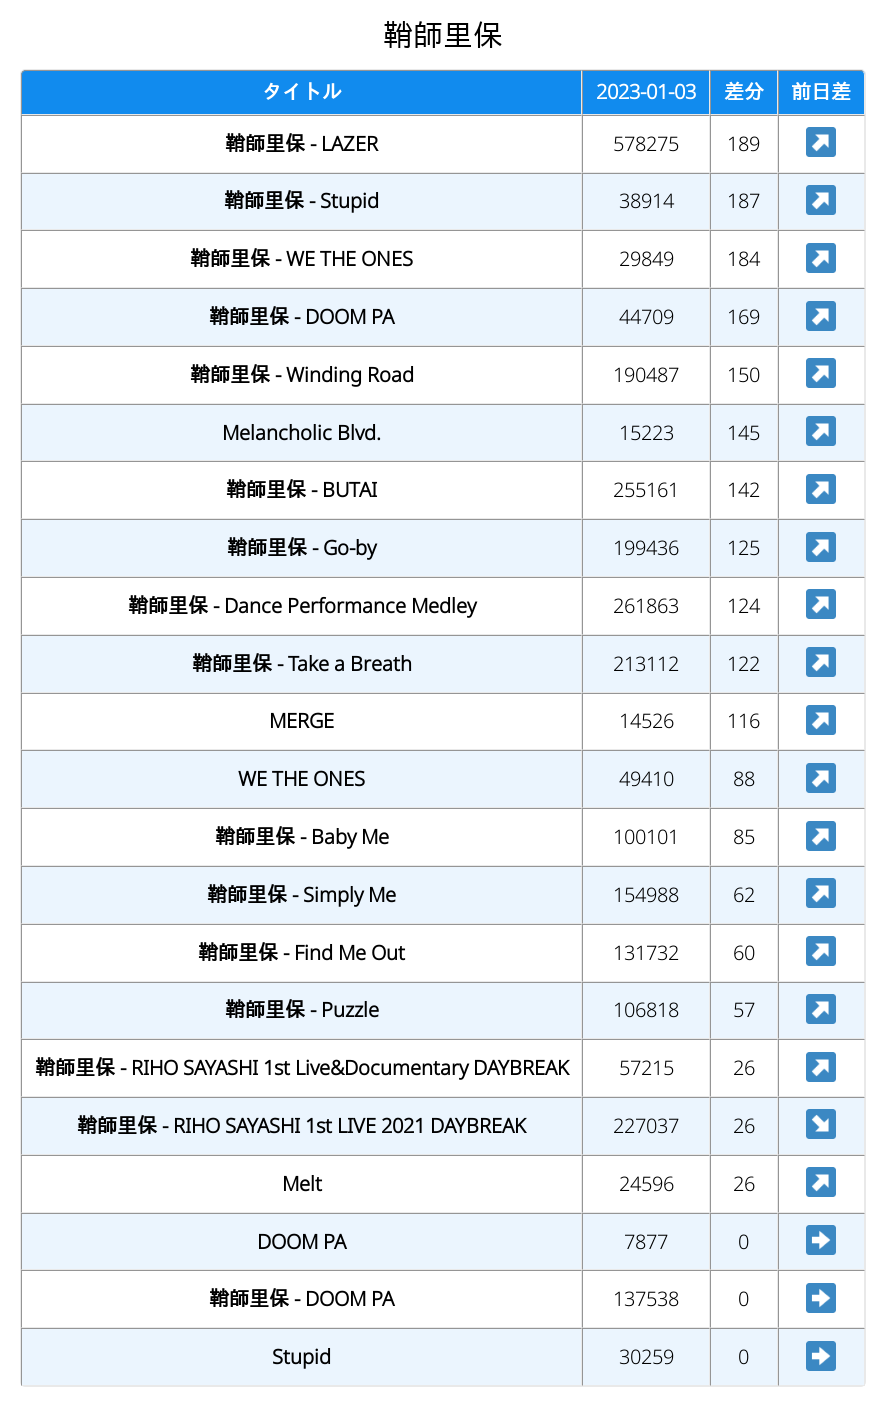 鞘師里保
タイトル 2023-01-03 差分 前日差
鞘師里保 - LAZER 578275 189 ↗
鞘師里保 - Stupid 38914 187 ↗
鞘師里保 - WE THE ONES 29849 184 ↗
鞘師里保 - DOOM PA 44709 169 ↗
鞘師里保 - Winding Road 190487 150 ↗
Melancholic Blvd. 15223 145 ↗
鞘師里保 - BUTAI 255161 142 ↗
鞘師里保 - Go-by 199436 125 ↗
鞘師里保 - Dance Performance Medley 261863 124 ↗
鞘師里保 - Take a Breath 213112 122 ↗
MERGE 14526 116 ↗
WE THE ONES 49410 88 ↗
鞘師里保 - Baby Me 100101 85 ↗
鞘師里保 - Simply Me 154988 62 ↗
鞘師里保 - Find Me Out 131732 60 ↗
鞘師里保 - Puzzle 106818 57 ↗
鞘師里保 - RIHO SAYASHI 1st Live&Documentary DAYBREAK 57215 26 ↗
鞘師里保 - RIHO SAYASHI 1st LIVE 2021 DAYBREAK 227037 26 ↘
Melt 24596 26 ↗
DOOM PA 7877 0 ➡
鞘師里保 - DOOM PA 137538 0 ➡
Stupid 30259 0 ➡